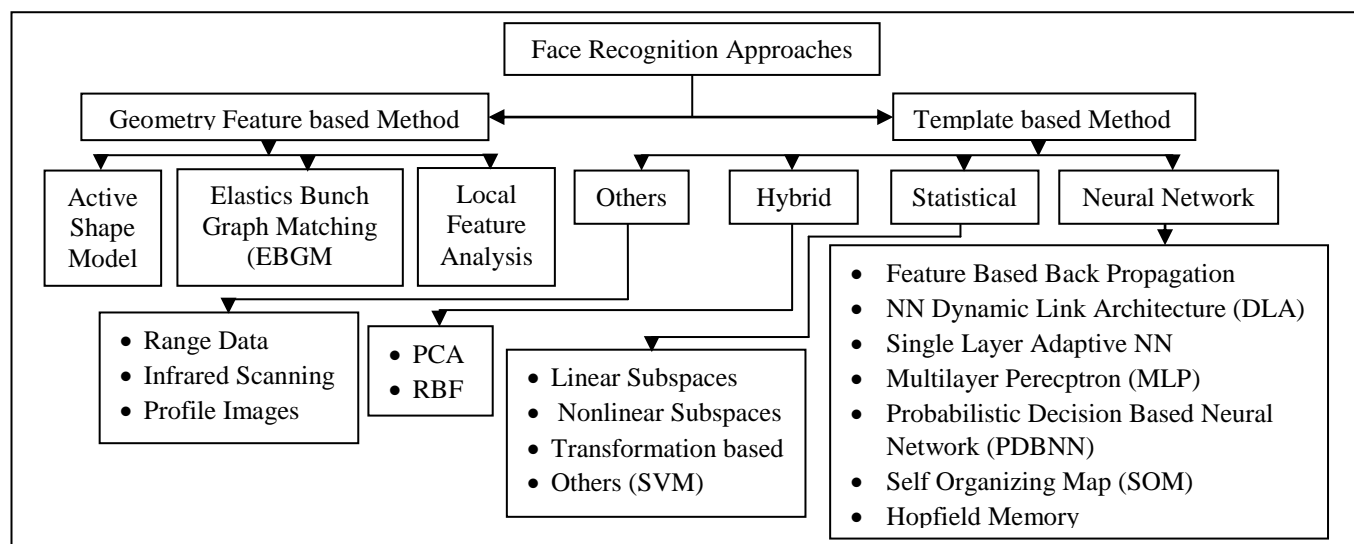 Face Recognition Approaches
Geometry Feature based Method
Template based Method
Active
Shape
Model
Elastics Bunch
Graph Matching
(EBGM
Local
Feature
Analysis
Others
Hybrid
Statistical
Neural Network
• Range Data
• Infrared Scanning
• Profile Images
• PCA
• RBF
• Linear Subspaces
• Nonlinear Subspaces
• Transformation based
• Others (SVM)
• Feature Based Back Propagation
• NN Dynamic Link Architecture (DLA)
• Single Layer Adaptive NN
• Multilayer Perecptron (MLP)
• Probabilistic Decision Based Neural
Network (PDBNN)
• Self Organizing Map (SOM)
• Hopfield Memory